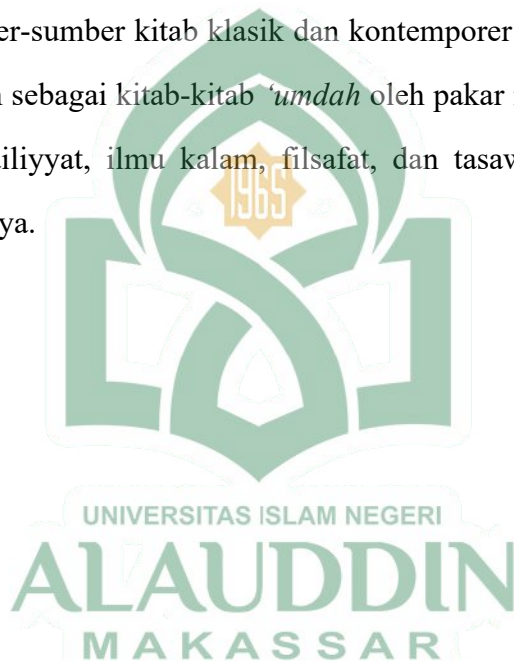 er-sumber kitab klasik dan kontemporer
sebagai kitab-kitab ‘umdah oleh pakar
iliyyat, ilmu kalam, filsafat, dan tasaw
ya.
1965
UNIVERSITAS ISLAM NEGERI
ALAUDDIN
MAKASSAR